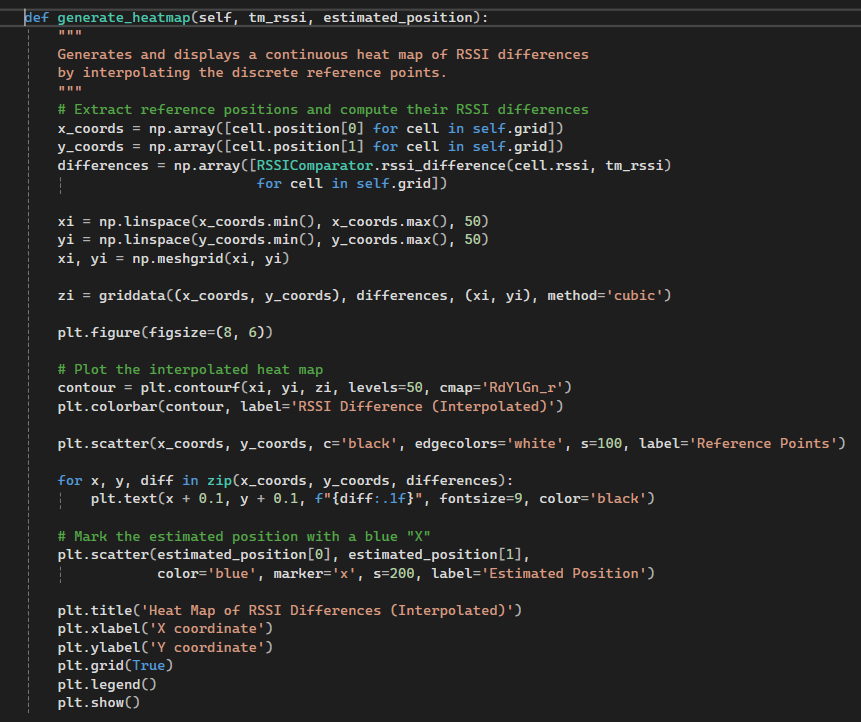 def generate_heatmap(self, tm_rssi, estimated_position):
    """
    Generates and displays a continuous heat map of RSSI differences
    by interpolating the discrete reference points.
    """
    # Extract reference positions and compute their RSSI differences
    x_coords = np.array([cell.position[0] for cell in self.grid])
    y_coords = np.array([cell.position[1] for cell in self.grid])
    differences = np.array([RSSIComparator.rssi_difference(cell.rssi, tm_rssi)
                            for cell in self.grid])

    xi = np.linspace(x_coords.min(), x_coords.max(), 50)
    yi = np.linspace(y_coords.min(), y_coords.max(), 50)
    xi, yi = np.meshgrid(xi, yi)

    zi = griddata((x_coords, y_coords), differences, (xi, yi), method='cubic')

    plt.figure(figsize=(8, 6))

    # Plot the interpolated heat map
    contour = plt.contourf(xi, yi, zi, levels=50, cmap='RdYlGn_r')
    plt.colorbar(contour, label='RSSI Difference (Interpolated)')

    plt.scatter(x_coords, y_coords, c='black', edgecolors='white', s=100, label='Reference Points')

    for x, y, diff in zip(x_coords, y_coords, differences):
        plt.text(x + 0.1, y + 0.1, f"{diff:.1f}", fontsize=9, color='black')

    # Mark the estimated position with a blue "X"
    plt.scatter(estimated_position[0], estimated_position[1],
                color='blue', marker='x', s=200, label='Estimated Position')

    plt.title('Heat Map of RSSI Differences (Interpolated)')
    plt.xlabel('X coordinate')
    plt.ylabel('Y coordinate')
    plt.grid(True)
    plt.legend()
    plt.show()